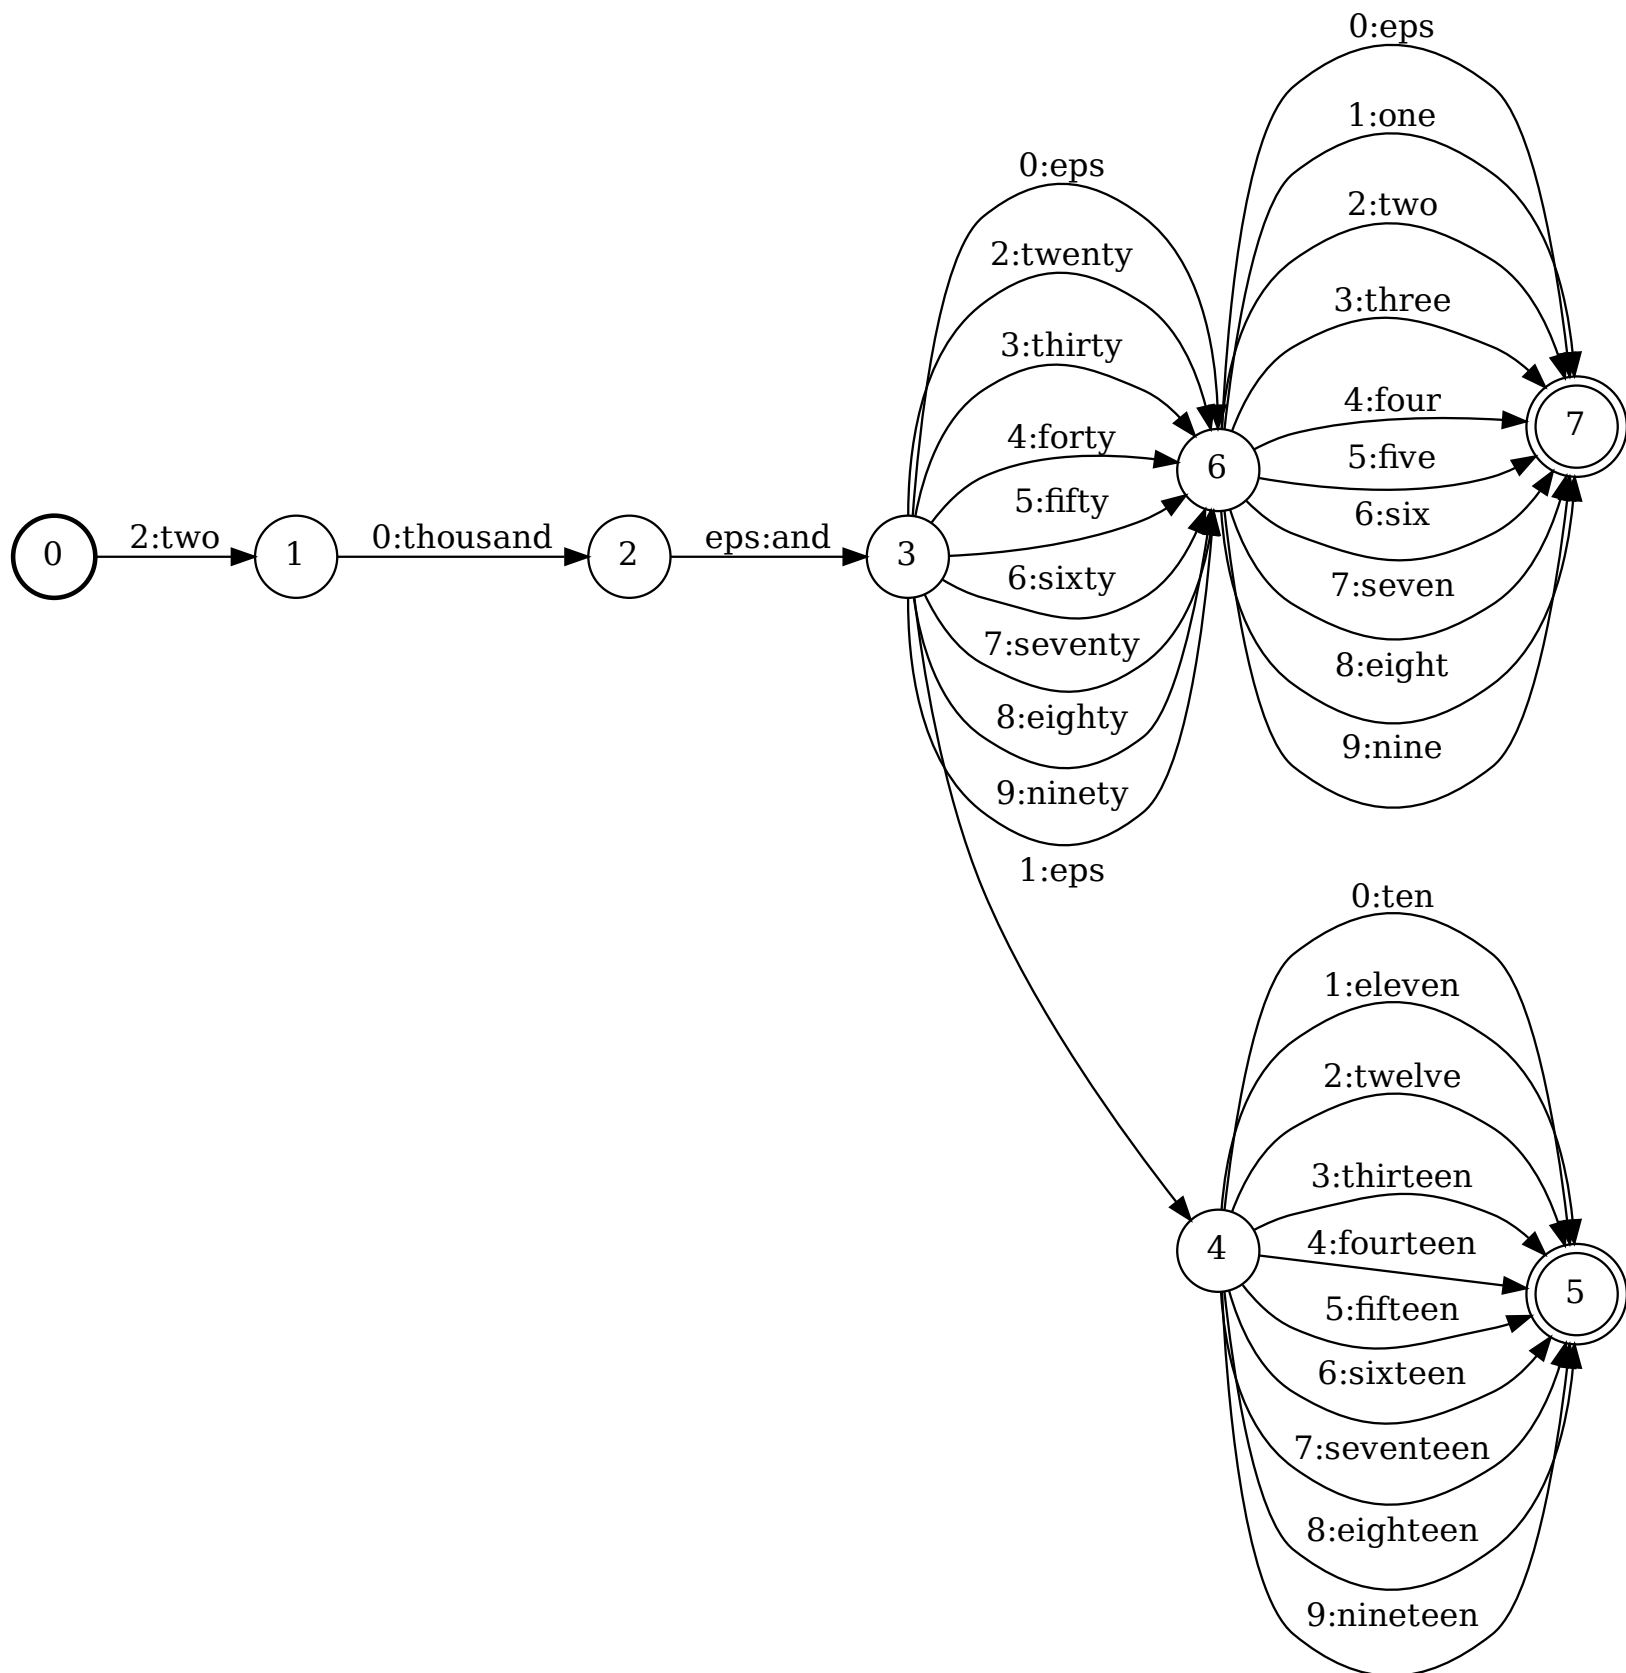 0
2:two
1
0:thousand
2
eps:and
3
0:eps
2:twenty
3:thirty
4:forty
5:fifty
6:sixty
7:seventy
8:eighty
9:ninety
1:eps
6
0:eps
1:one
2:two
3:three
4:four
5:five
6:six
7:seven
8:eight
9:nine
7
4
0:ten
1:eleven
2:twelve
3:thirteen
4:fourteen
5:fifteen
6:sixteen
7:seventeen
8:eighteen
9:nineteen
5